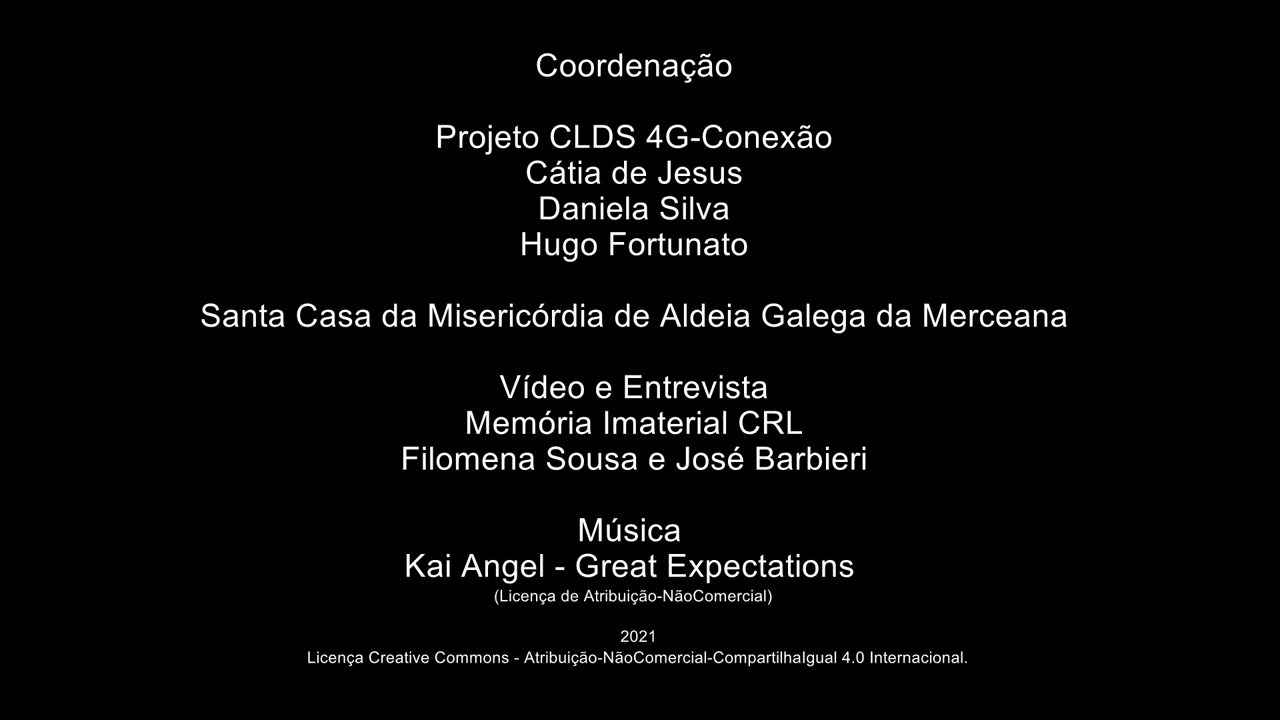 Coordenação
Projeto CLDS 4G-Conexão
Cátia de Jesus
Daniela Silva
Hugo Fortunato
Santa Casa da Misericórdia de Aldeia Galega da Merceana
Vídeo e Entrevista
Memória Imaterial CRL
Filomena Sousa e José Barbieri
Música
Kai Angel - Great Expectations
(Licença de Atribuição-NãoComercial)
2021
Licença Creative Commons - Atribuição-NãoComercial-CompartilhaIgual 4.0 Internacional.